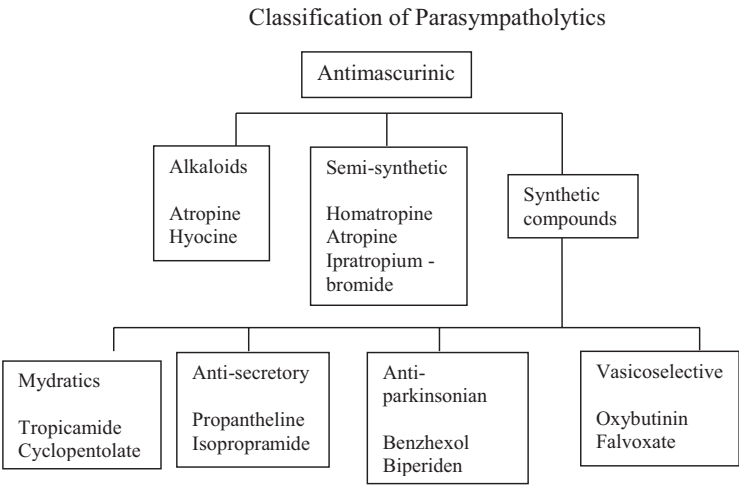 Classification of Parasympatholytics
Antimascurinic
Alkaloids
Atropine
Hyocine
Semi-synthetic
Homatropine
Atropine
Ipratropium -
bromide
Synthetic
compounds
Mydratics
Tropicamide
Cyclopentolate
Anti-secretory
Propantheline
Isopropramide
Anti-
parkinsonian
Benzhexol
Biperiden
Vasicoselective
Oxybutinin
Falvoxate